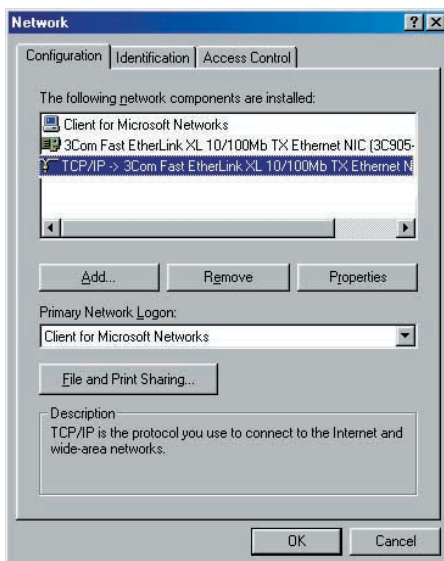 Network
Configuration Identification Access Control
The following network components are installed:
Client for Microsoft Networks
3Com Fast EtherLink XL 10/100Mb TX Ethernet NIC (3C905-
TCP/IP -> 3Com Fast EtherLink XL 10/100Mb TX Ethernet N
Add... Remove Properties
Primary Network Logon:
Client for Microsoft Networks
File and Print Sharing...
Description
TCP/IP is the protocol you use to connect to the Internet and
wide-area networks.
OK Cancel